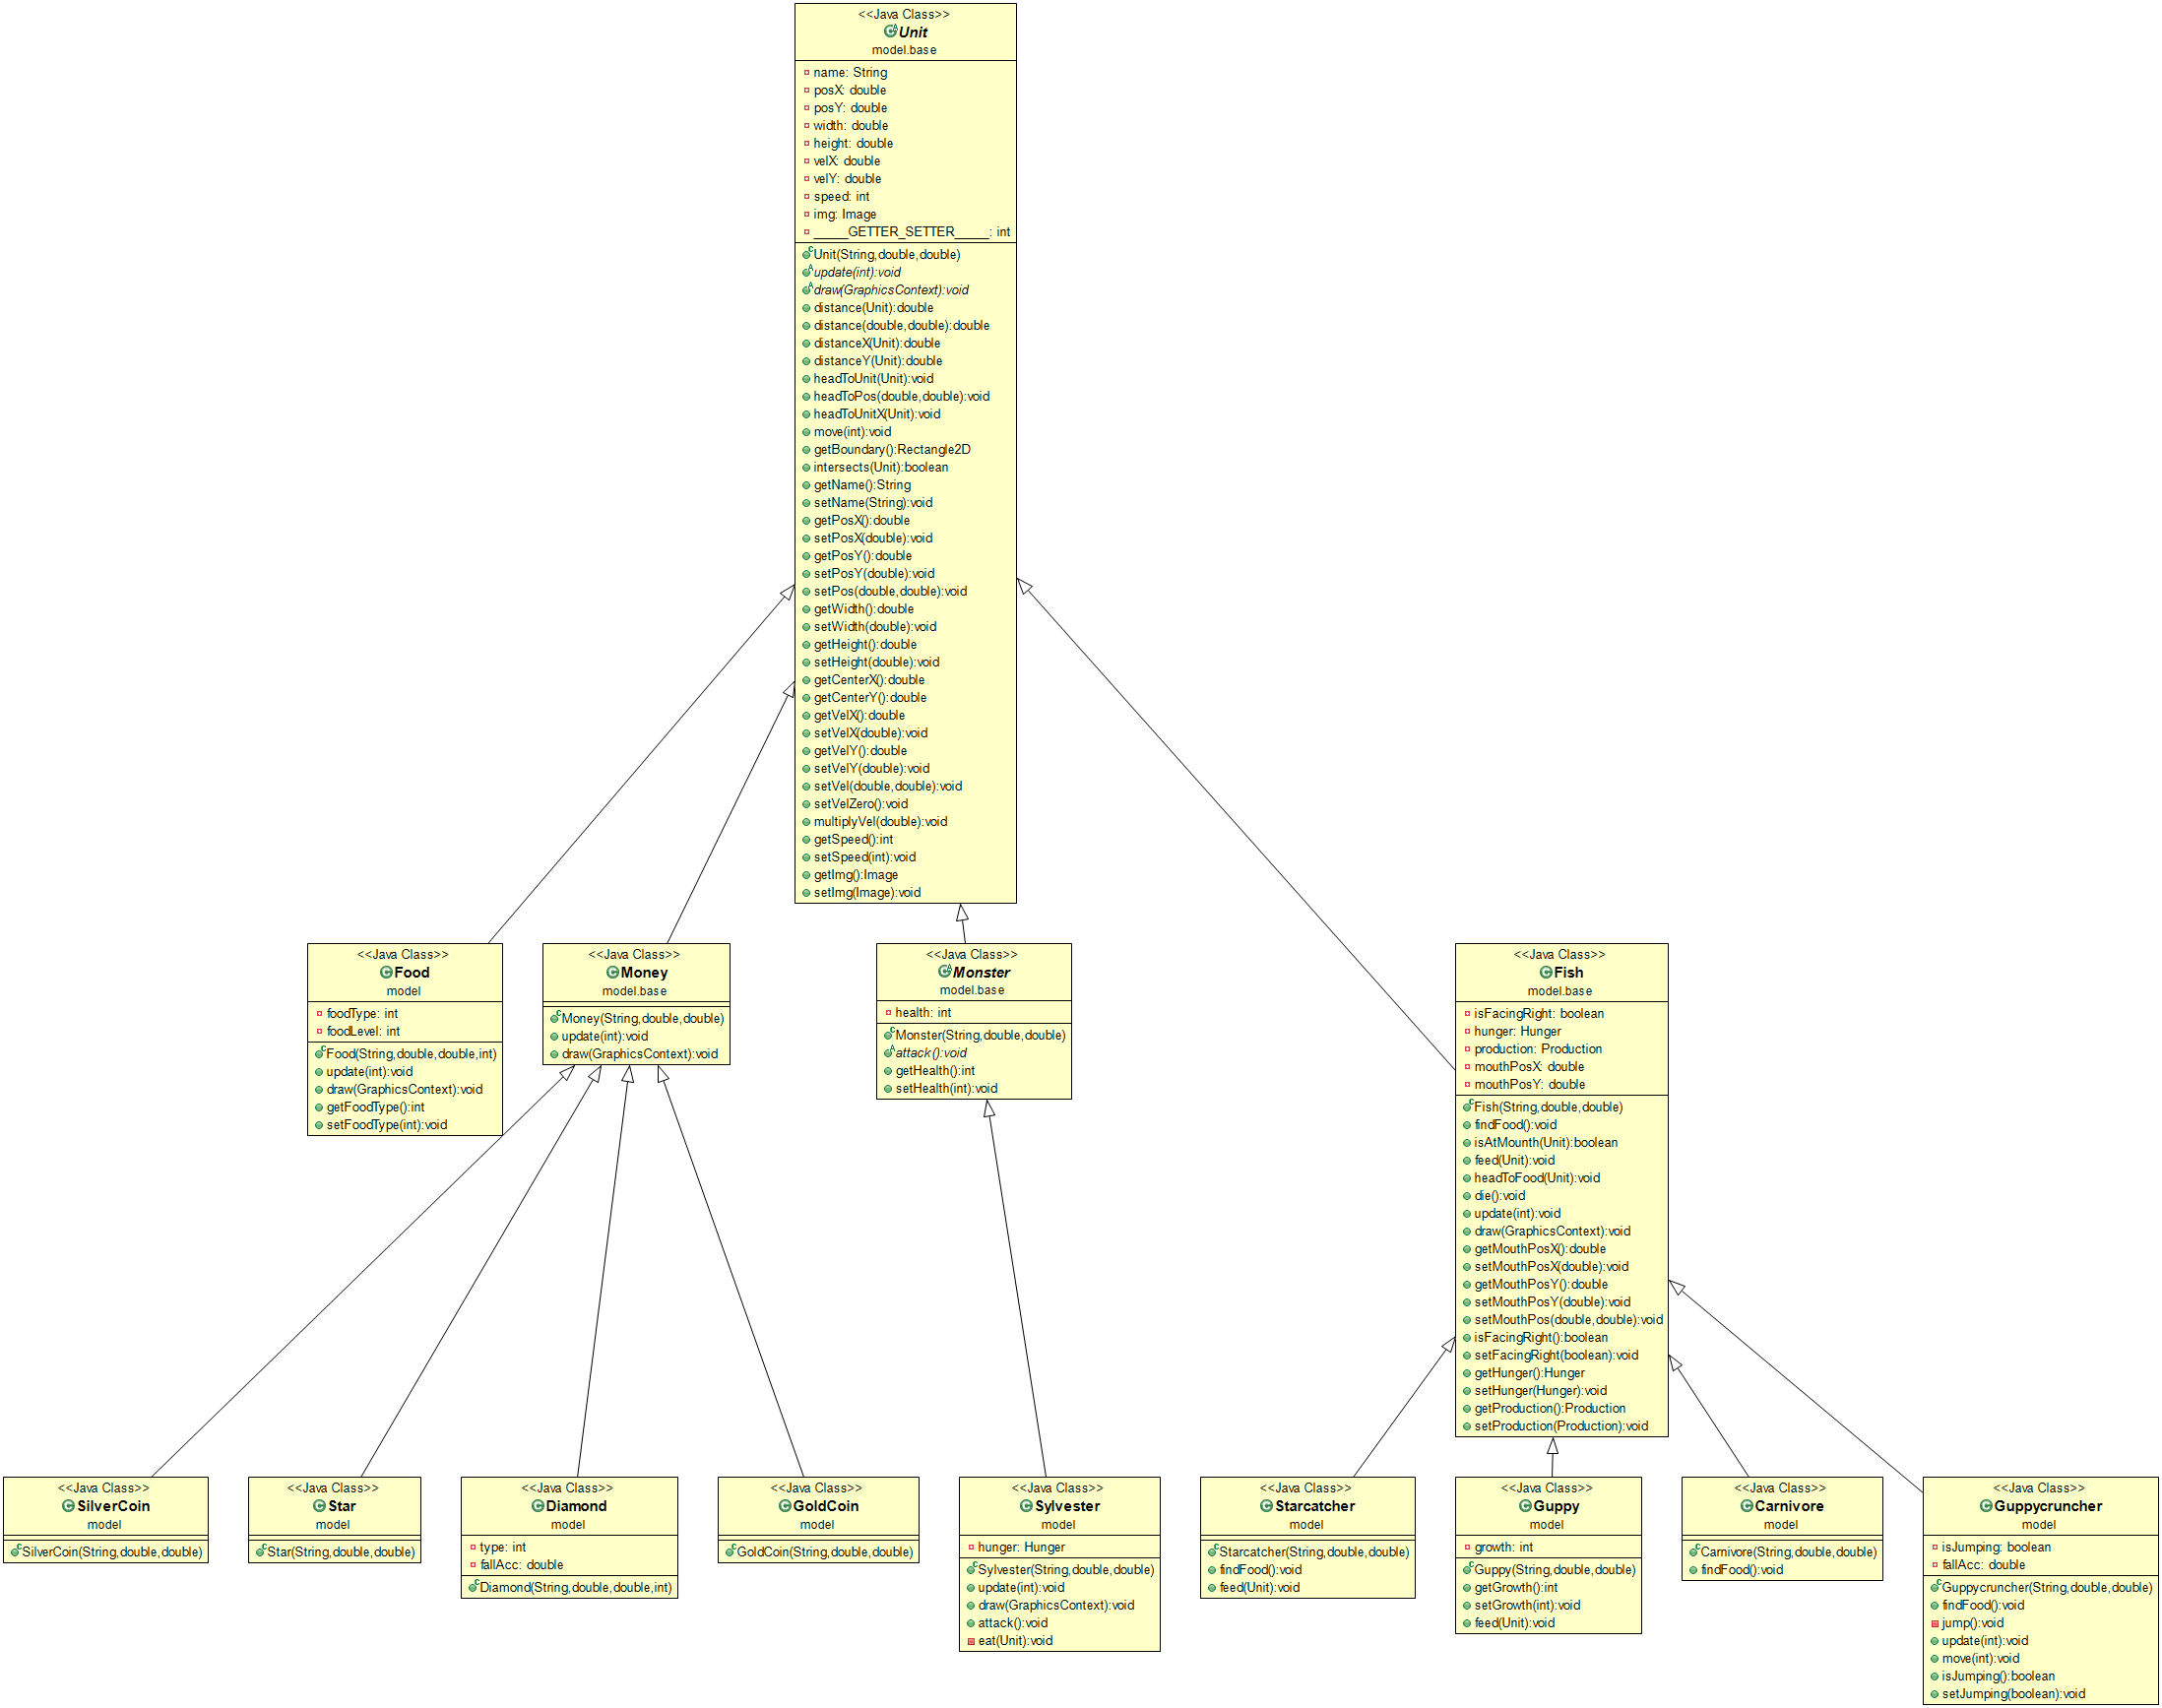 <<Java Class>>
Unit
model.base
name: String
posX: double
posY: double
width: double
height: double
velX: double
velY: double
speed: int
img: Image
_____GETTER_SETTER_____: int
Unit(String,double,double)
update(int):void
draw(GraphicsContext):void
distance(Unit):double
distance(double,double):double
distanceX(Unit):double
distanceY(Unit):double
headToUnit(Unit):void
headToPos(double,double):void
headToUnitX(Unit):void
move(int):void
getBoundary():Rectangle2D
intersects(Unit):boolean
getName():String
setName(String):void
getPosX():double
setPosX(double):void
getPosY():double
setPosY(double):void
setPos(double,double):void
getWidth():double
setWidth(double):void
getHeight():double
setHeight(double):void
getCenterX():double
getCenterY():double
getVelX():double
setVelX(double):void
getVelY():double
setVelY(double):void
setVel(double,double):void
setVelZero():void
multiplyVel(double):void
getSpeed():int
setSpeed(int):void
getImg():Image
setImg(Image):void
<<Java Class>>
Food
model
foodType: int
foodLevel: int
Food(String,double,double,int)
update(int):void
draw(GraphicsContext):void
getFoodType():int
setFoodType(int):void
<<Java Class>>
Money
model.base
Money(String,double,double)
update(int):void
draw(GraphicsContext):void
<<Java Class>>
Monster
model.base
health: int
Monster(String,double,double)
attack():void
getHealth():int
setHealth(int):void
<<Java Class>>
Fish
model.base
isFacingRight: boolean
hunger: Hunger
production: Production
mouthPosX: double
mouthPosY: double
Fish(String,double,double)
findFood():void
isAtMounth(Unit):boolean
feed(Unit):void
headToFood(Unit):void
die():void
update(int):void
draw(GraphicsContext):void
getMouthPosX():double
setMouthPosX(double):void
getMouthPosY():double
setMouthPosY(double):void
setMouthPos(double,double):void
isFacingRight():boolean
setFacingRight(boolean):void
getHunger():Hunger
setHunger(Hunger):void
getProduction():Production
setProduction(Production):void
<<Java Class>>
SilverCoin
model
SilverCoin(String,double,double)
<<Java Class>>
Star
model
Star(String,double,double)
<<Java Class>>
Diamond
model
type: int
fallAcc: double
Diamond(String,double,double,int)
<<Java Class>>
GoldCoin
model
GoldCoin(String,double,double)
<<Java Class>>
Sylvester
model
hunger: Hunger
Sylvester(String,double,double)
update(int):void
draw(GraphicsContext):void
attack():void
eat(Unit):void
<<Java Class>>
Starcatcher
model
Starcatcher(String,double,double)
findFood():void
feed(Unit):void
<<Java Class>>
Guppy
model
growth: int
Guppy(String,double,double)
getGrowth():int
setGrowth(int):void
feed(Unit):void
<<Java Class>>
Carnivore
model
Carnivore(String,double,double)
findFood():void
<<Java Class>>
Guppycruncher
model
isJumping: boolean
fallAcc: double
Guppycruncher(String,double,double)
findFood():void
jump():void
update(int):void
move(int):void
isJumping():boolean
setJumping(boolean):void